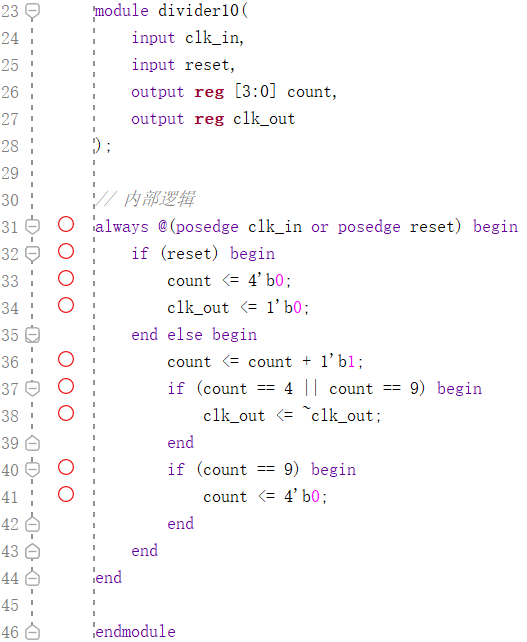 23 module divider10(
24     input clk_in,
25     input reset,
26     output reg [3:0] count,
27     output reg clk_out
28 );
29
30 // 内部逻辑
31 always @(posedge clk_in or posedge reset) begin
32     if (reset) begin
33         count <= 4'b0;
34         clk_out <= 1'b0;
35     end else begin
36         count <= count + 1'b1;
37         if (count == 4 || count == 9) begin
38             clk_out <= ~clk_out;
39         end
40         if (count == 9) begin
41             count <= 4'b0;
42         end
43     end
44 end
45
46 endmodule